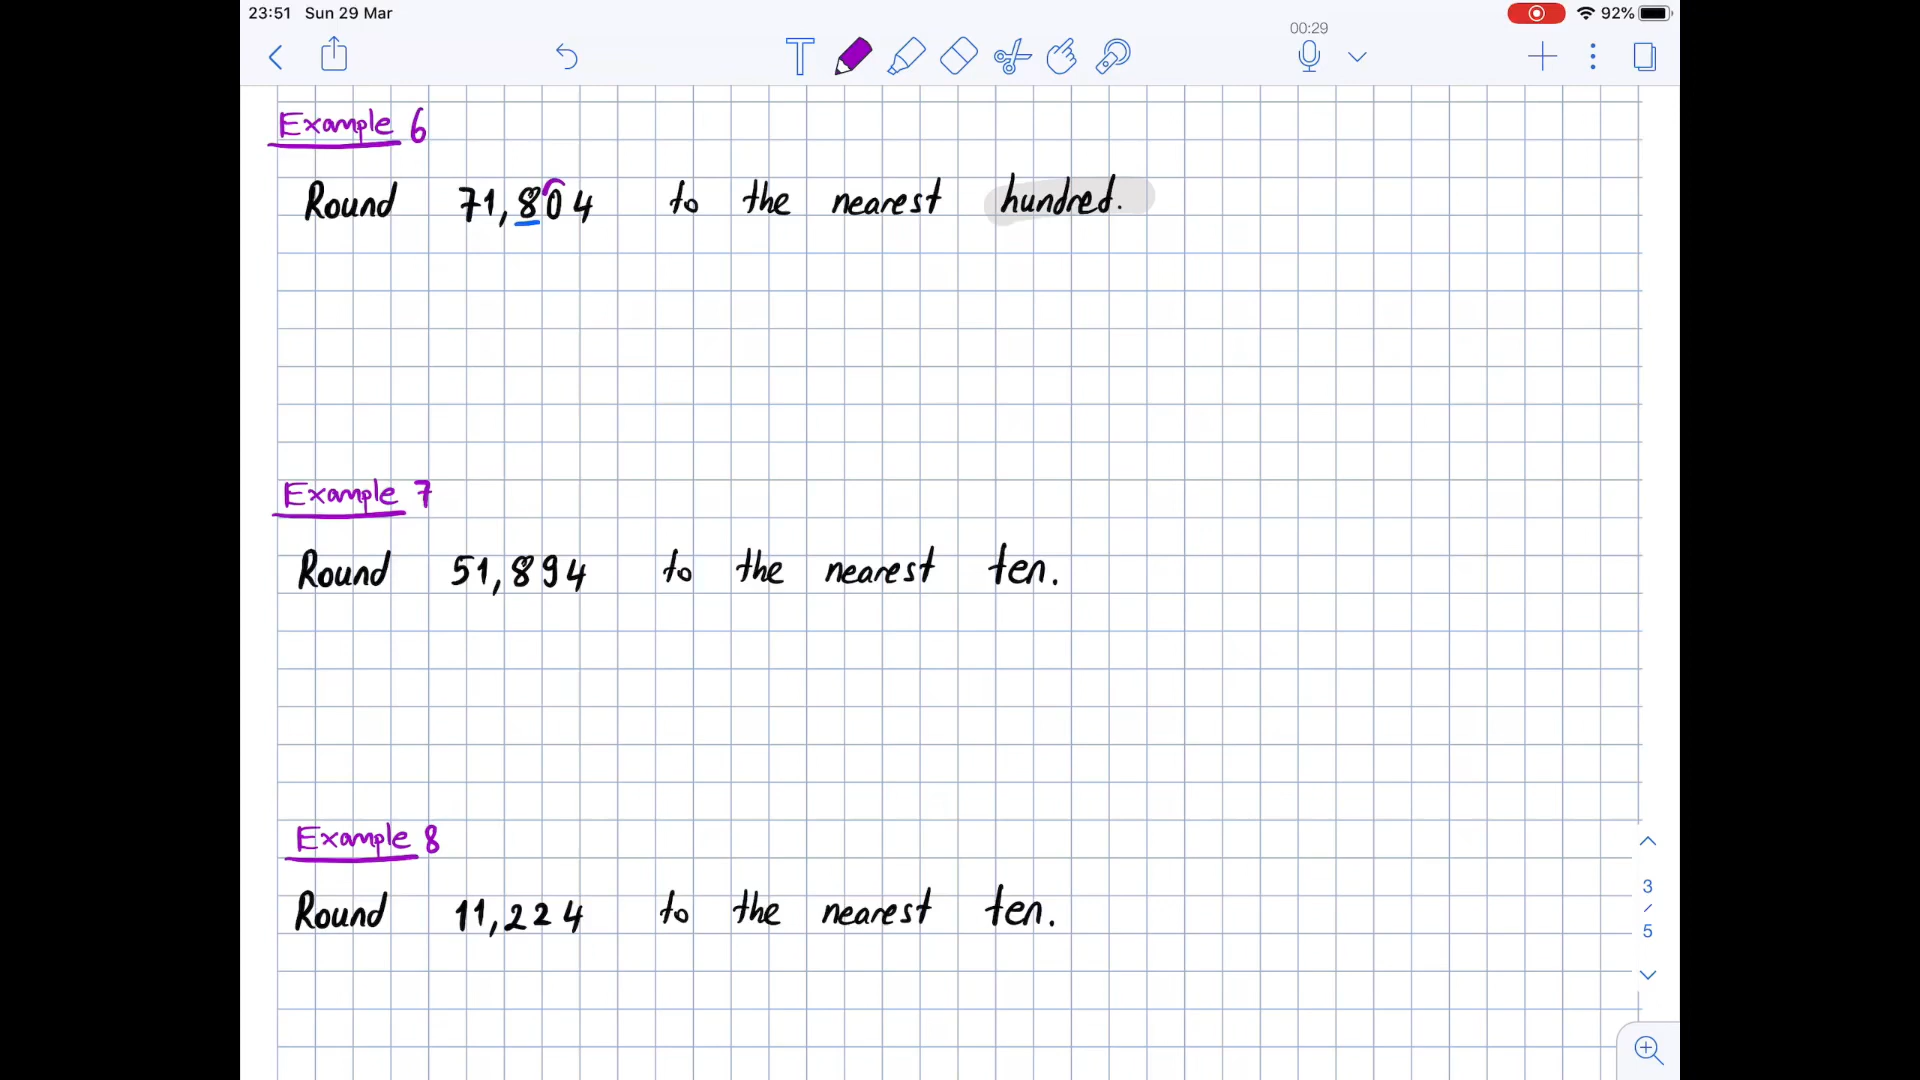 23:51 Sun 29 Mar 92%
00:29
T
Example 6
Round 71,804 to the nearest hundred.
Example 7
Round 51,894 to the nearest ten.
Example 8
Round 11,224 to the nearest ten.
3
/
5